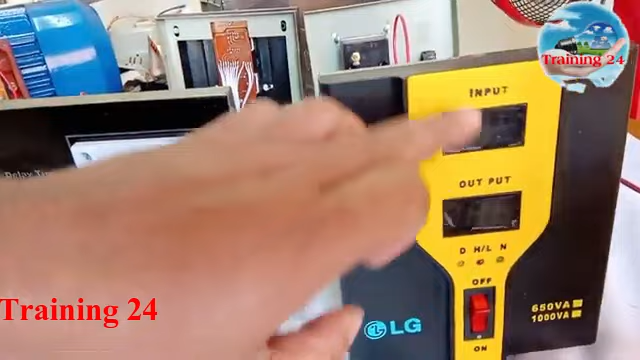 Training 24
INPUT
OUT PUT
D H/L N
OFF
650VA
1000VA
LG
ON
Training 24